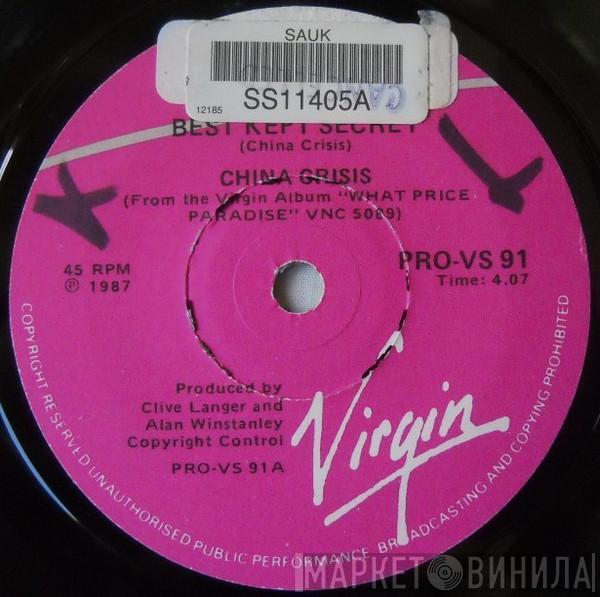 SAUK
12185
SS11405A
BEST KEPT SECRET
(China Crisis)
CHINA CRISIS
(From the Virgin Album "WHAT PRICE
PARADISE" VNC 5089)
45 RPM
℗ 1987
PRO-VS 91
Time: 4.07
Produced by
Clive Langer and
Alan Winstanley
Copyright Control
PRO-VS 91A
Virgin
COPYRIGHT RESERVED UNAUTHORISED PUBLIC PERFORMANCE, BROADCASTING AND COPYING PROHIBITED
МАРКЕТ ВИНИЛА